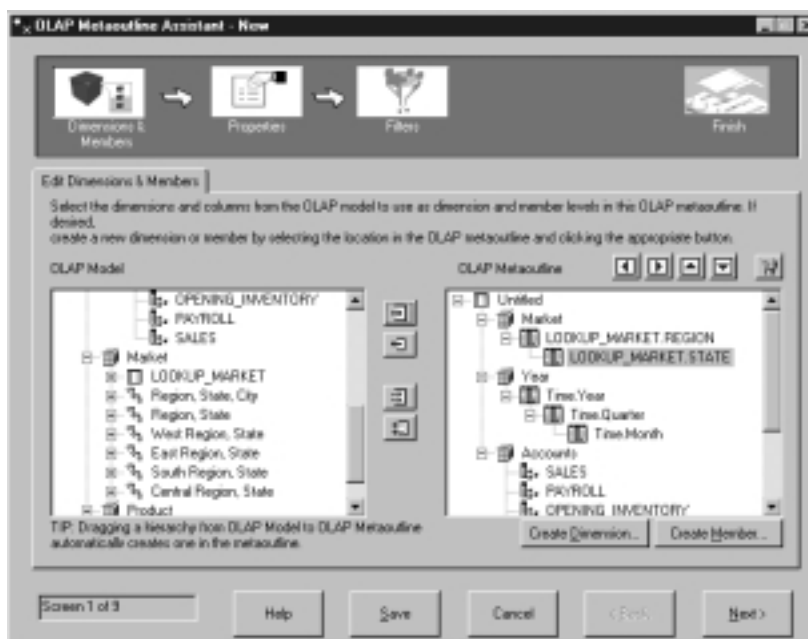 OLAP Metaoutline Assistant - New
Dimensions &
Members
Properties
Filters
Finish
Edit Dimensions & Members
Select the dimensions and columns from the OLAP model to use as dimension and member levels in this OLAP metaoutline. If
desired,
create a new dimension or member by selecting the location in the OLAP metaoutline and clicking the appropriate button.
OLAP Model
OPENING_INVENTORY
PAYROLL
SALES
Market
LOOKUP_MARKET
Region, State, City
Region, State
West Region, State
East Region, State
South Region, State
Central Region, State
Product
TIP: Dragging a hierarchy from OLAP Model to OLAP Metaoutline
automatically creates one in the metaoutline.
OLAP Metaoutline
Untitled
Market
LOOKUP_MARKET.REGION
LOOKUP_MARKET.STATE
Year
Time.Year
Time.Quarter
Time.Month
Accounts
SALES
PAYROLL
OPENING_INVENTORY
Create Dimension...
Create Member...
Screen 1 of 9
Help
Save
Cancel
< Back
Next >